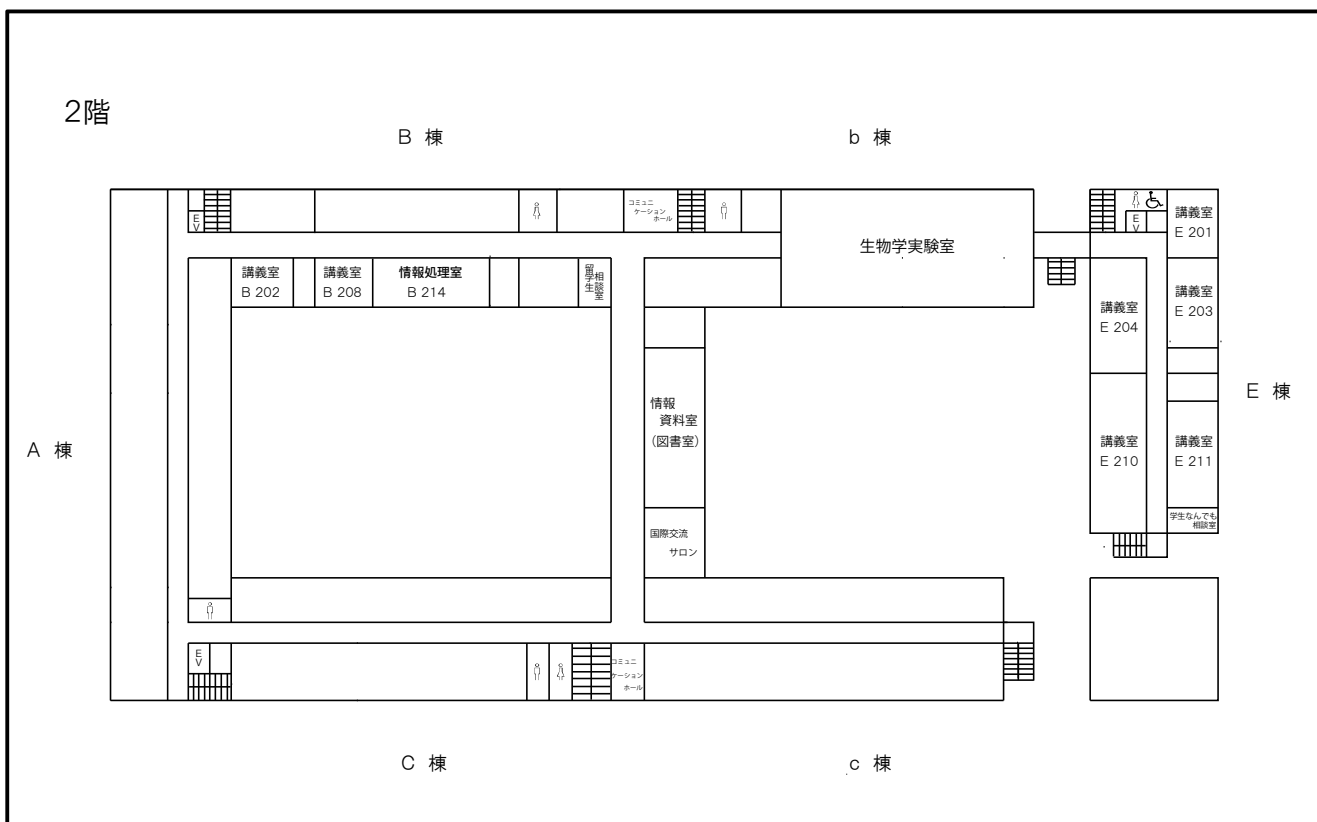 2階
B 棟
b 棟
コミュニ
ケーション
ホール
EV
EV
講義室
E 201
生物学実験室
講義室
B 202
講義室
B 208
情報処理室
B 214
留学生
相談室
講義室
E 204
講義室
E 203
E 棟
A 棟
情報
資料室
(図書室)
講義室
E 210
講義室
E 211
学生なんでも
相談室
国際交流
サロン
EV
コミュニ
ケーション
ホール
C 棟
c 棟